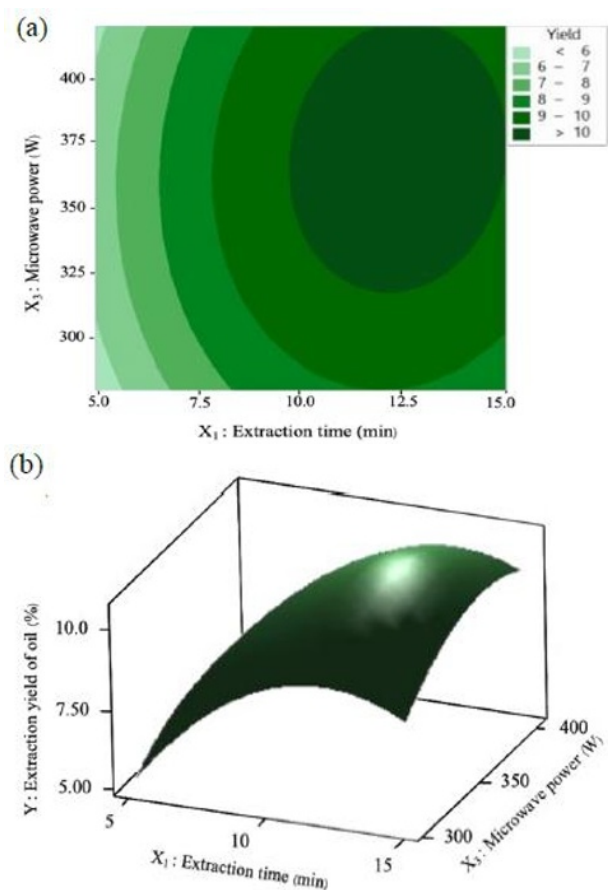 (a)
Yield
< 6
6 – 7
7 – 8
8 – 9
9 – 10
> 10
400
375
350
325
300
X₃ : Microwave power (W)
5.0 7.5 10.0 12.5 15.0
X₁ : Extraction time (min)
(b)
10.0
7.50
5.00
Y : Extraction yield of oil (%)
5 10 15
X₁ : Extraction time (min)
300 350 400
X₃ : Microwave power (W)